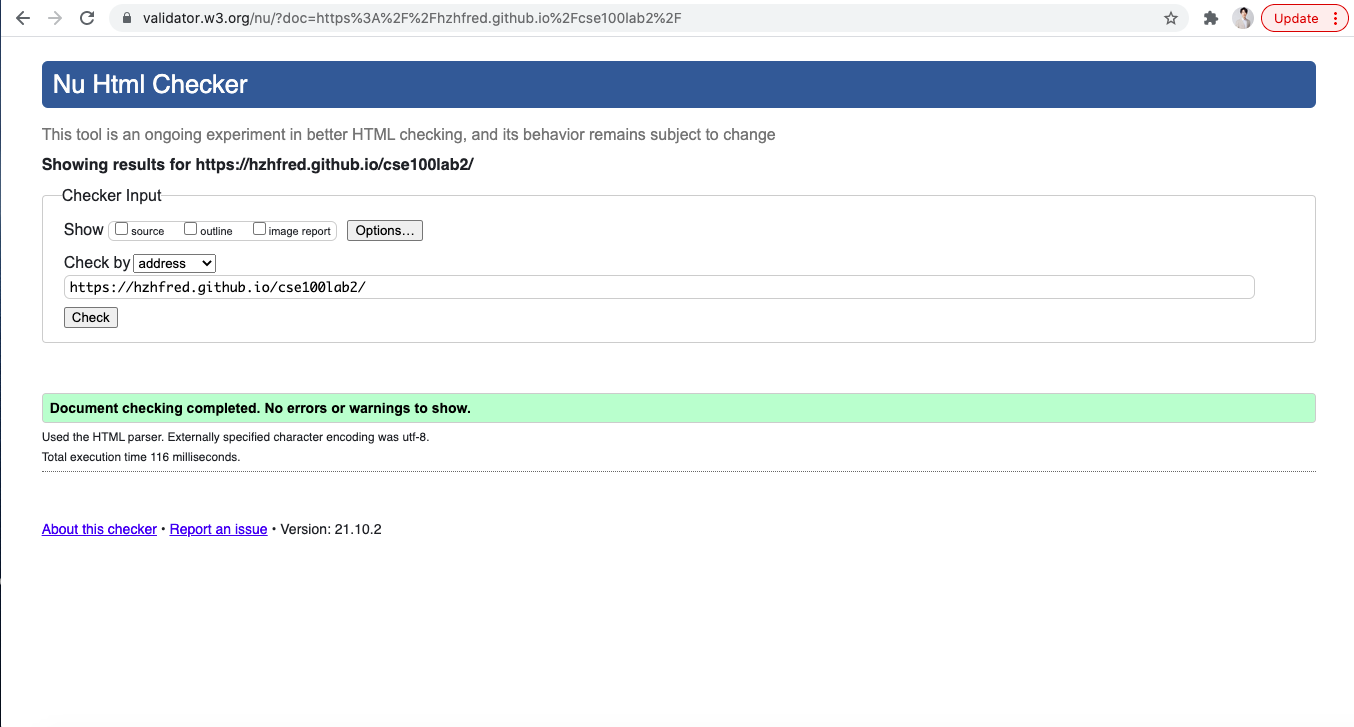 validator.w3.org/nu/?doc=https%3A%2F%2Fhzhfred.github.io%2Fcse100lab2%2F
Update
Nu Html Checker
This tool is an ongoing experiment in better HTML checking, and its behavior remains subject to change
Showing results for https://hzhfred.github.io/cse100lab2/
Checker Input
Show source outline image report Options...
Check by address
https://hzhfred.github.io/cse100lab2/
Check
Document checking completed. No errors or warnings to show.
Used the HTML parser. Externally specified character encoding was utf-8.
Total execution time 116 milliseconds.
About this checker • Report an issue • Version: 21.10.2